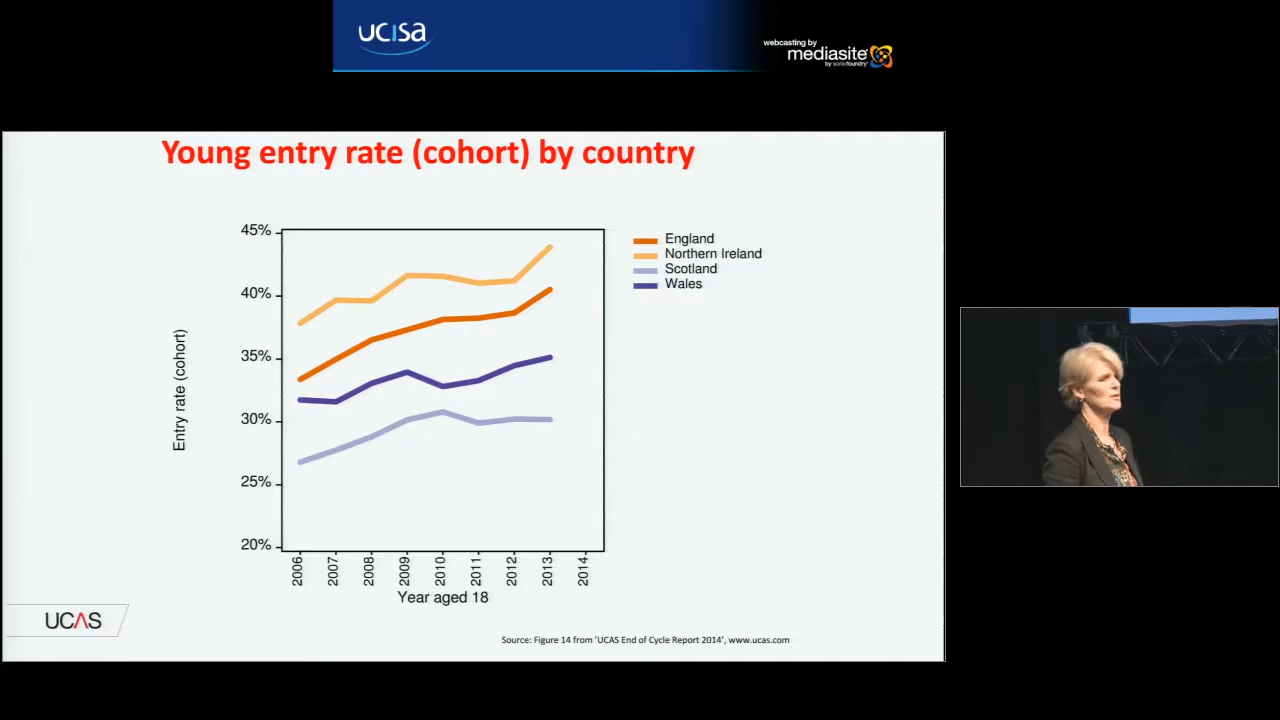 ucisa
webcasting by
mediasite
by sonicfoundry
Young entry rate (cohort) by country
45%
40%
35%
30%
25%
20%
Entry rate (cohort)
2006
2007
2008
2009
2010
2011
2012
2013
2014
Year aged 18
England
Northern Ireland
Scotland
Wales
UCAS
Source: Figure 14 from 'UCAS End of Cycle Report 2014', www.ucas.com